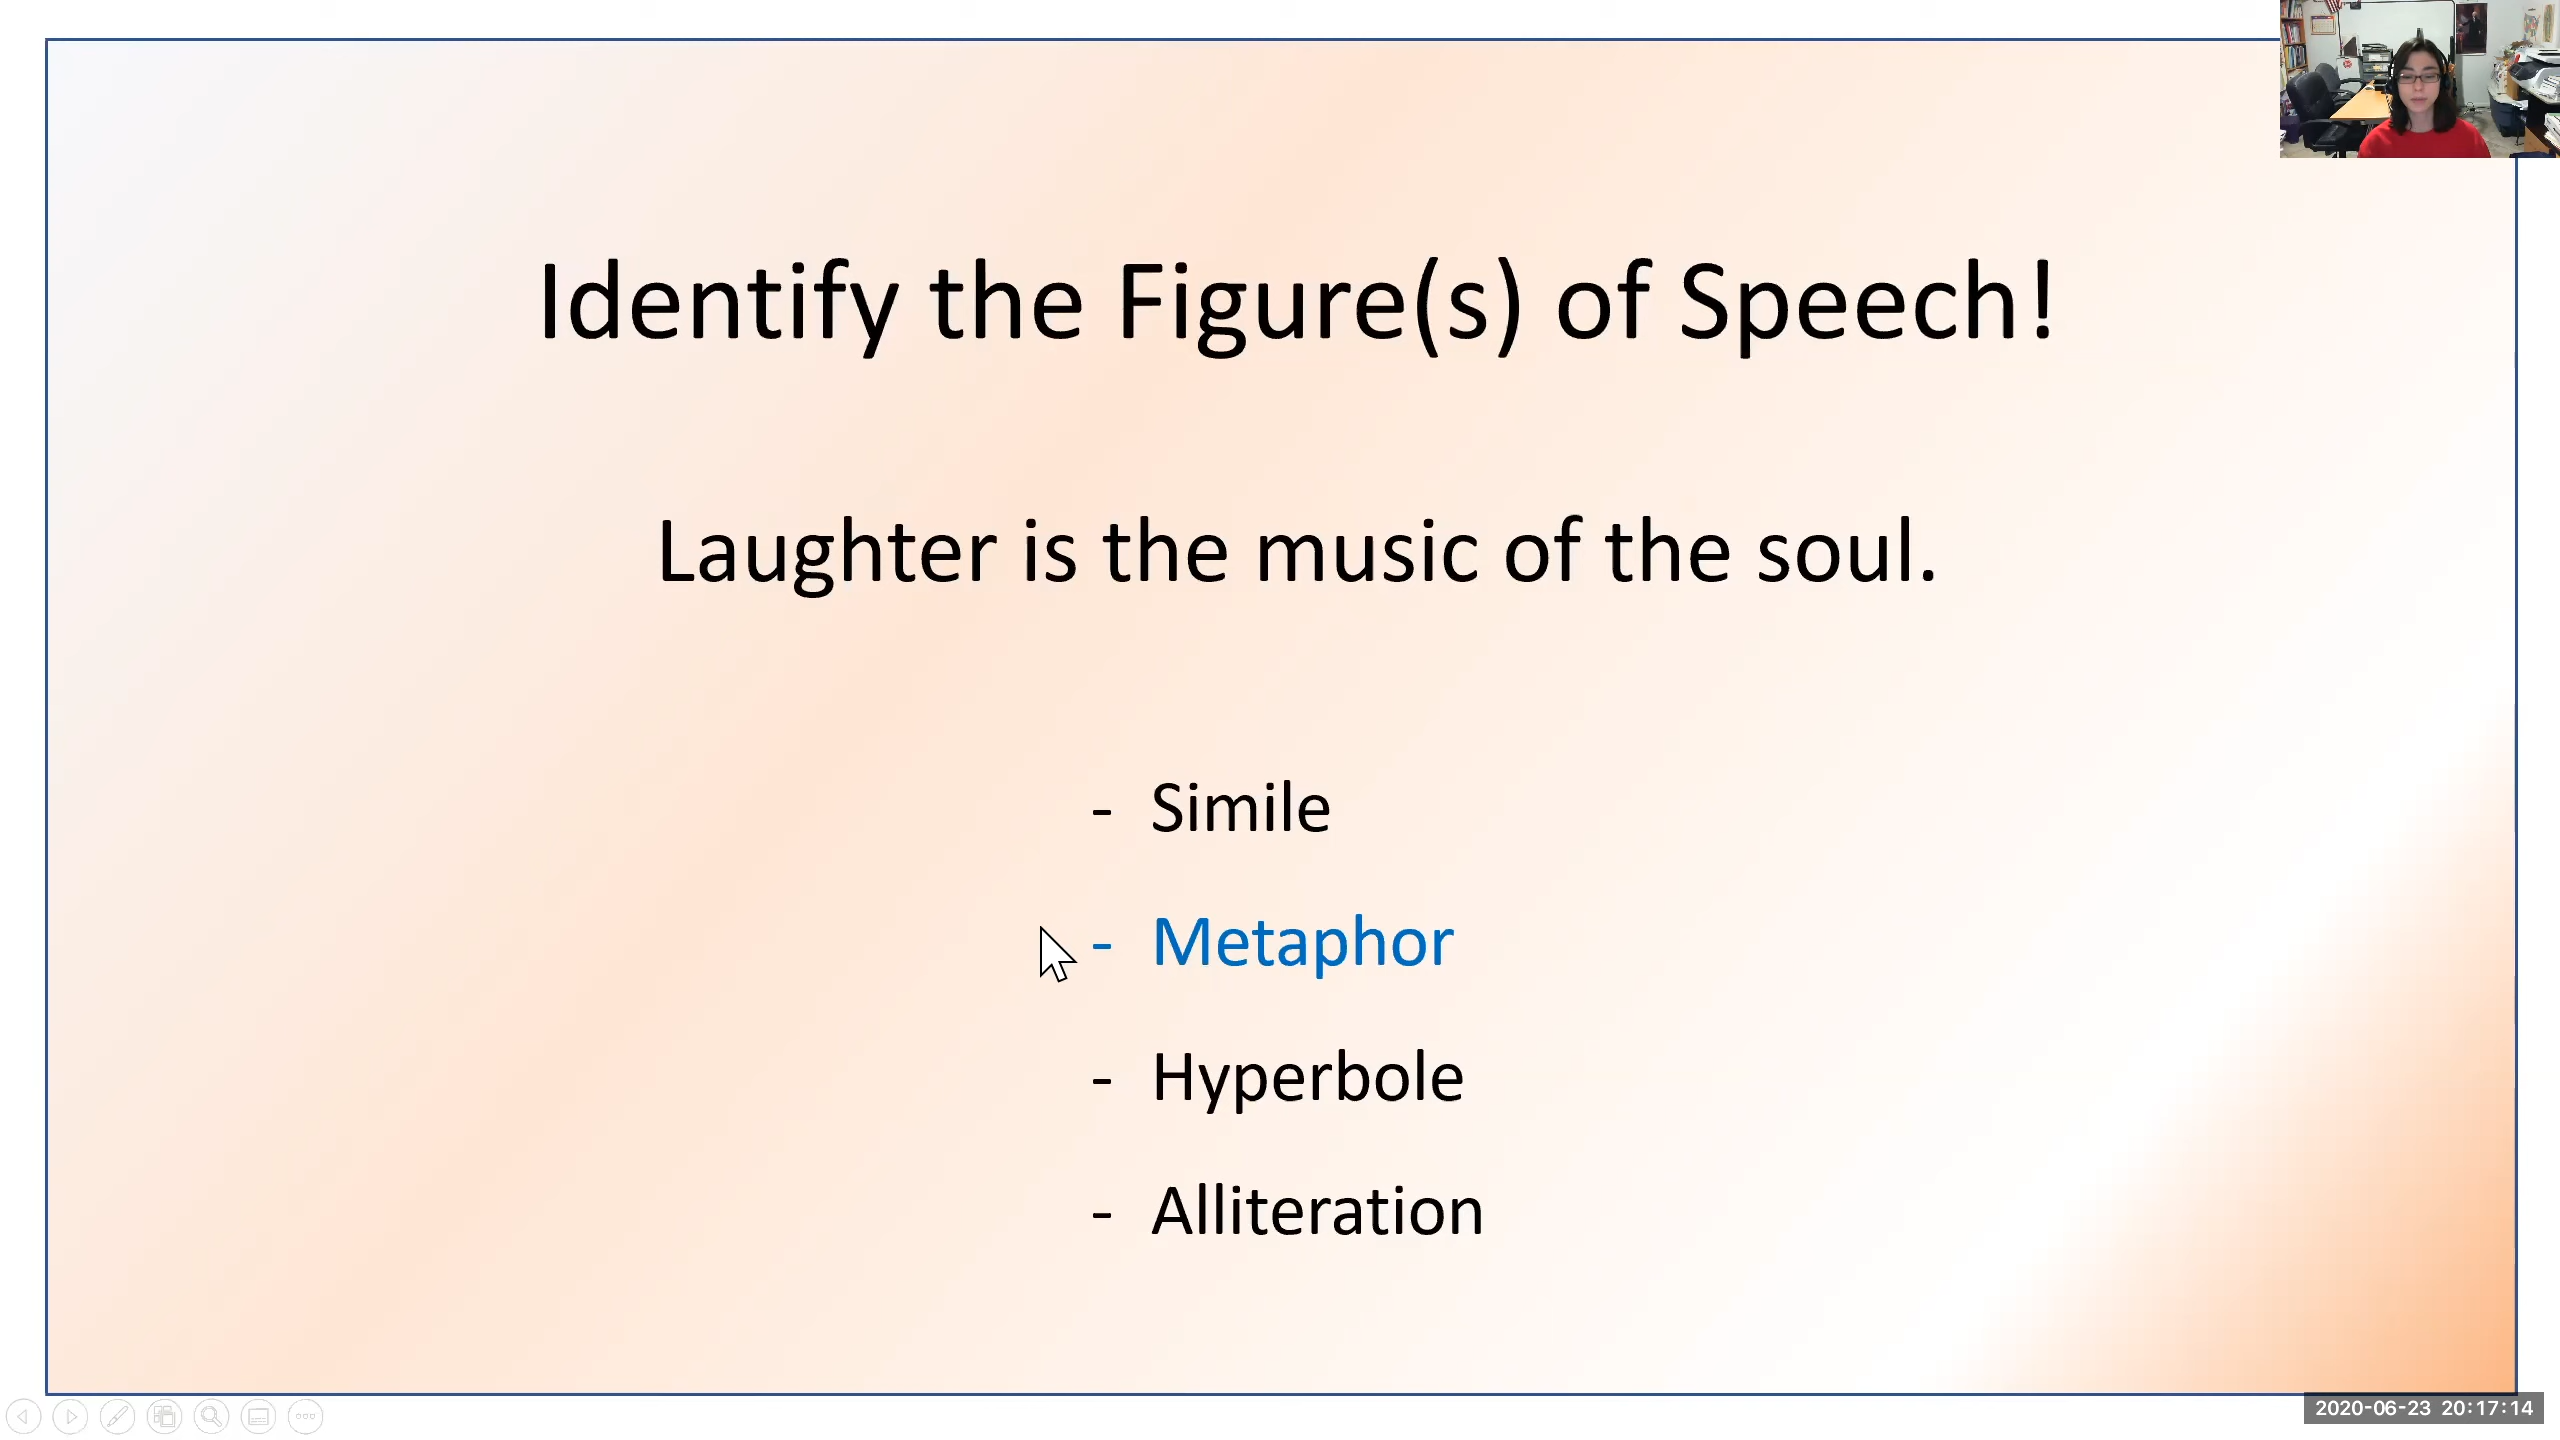 Identify the Figure(s) of Speech!
Laughter is the music of the soul.
- Simile
- Metaphor
- Hyperbole
- Alliteration
2020-06-23 20:17:14